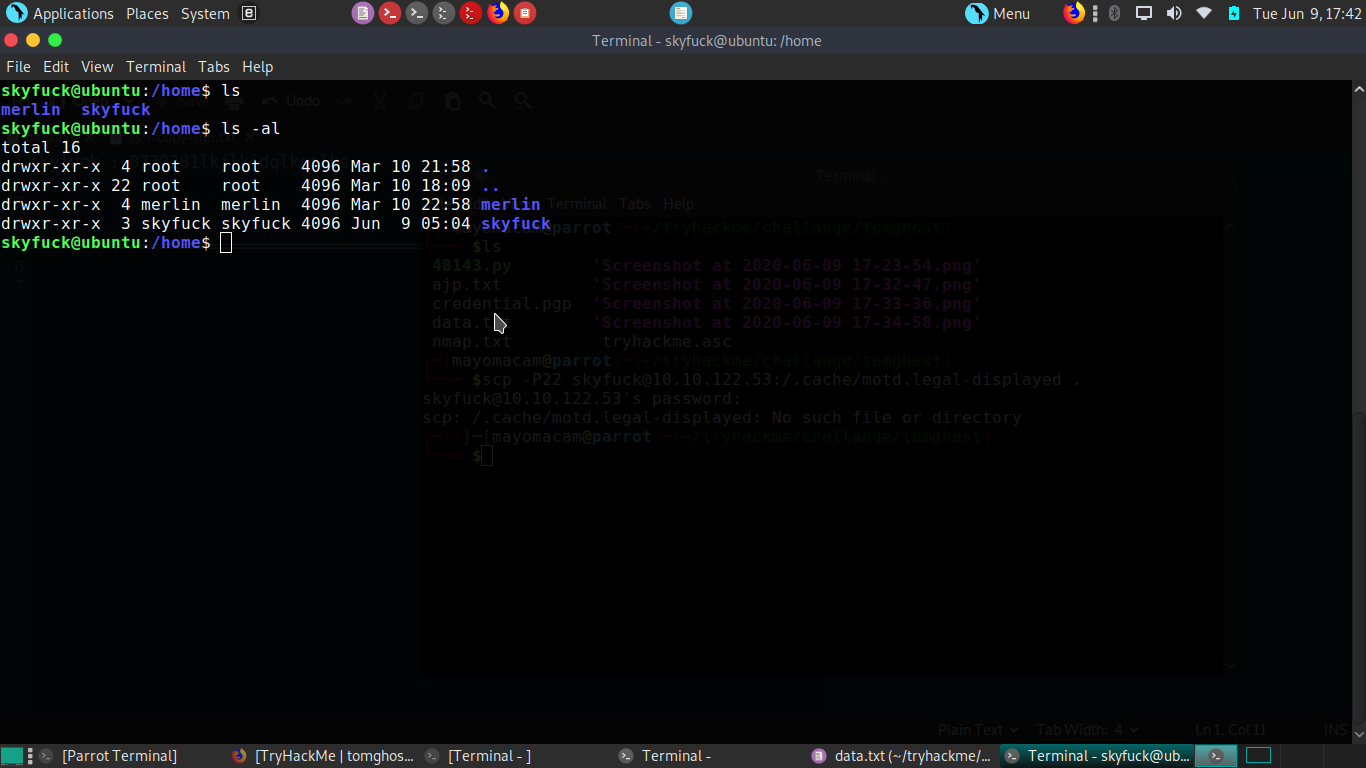 Applications Places System
Menu
Tue Jun 9, 17:42
Terminal - skyfuck@ubuntu: /home
File Edit View Terminal Tabs Help
skyfuck@ubuntu:/home$ ls
merlin skyfuck
skyfuck@ubuntu:/home$ ls -al
total 16
drwxr-xr-x 4 root root 4096 Mar 10 21:58 .
drwxr-xr-x 22 root root 4096 Mar 10 18:09 ..
drwxr-xr-x 4 merlin merlin 4096 Mar 10 22:58 merlin
drwxr-xr-x 3 skyfuck skyfuck 4096 Jun 9 05:04 skyfuck
skyfuck@ubuntu:/home$
Save
Undo
Terminal -
Terminal Tabs Help
mayomacam@parrot]─[~/tryhackme/challange/tomghost]
$ls
48143.py 'Screenshot at 2020-06-09 17-23-54.png'
ajp.txt 'Screenshot at 2020-06-09 17-32-47.png'
credential.pgp 'Screenshot at 2020-06-09 17-33-36.png'
'Screenshot at 2020-06-09 17-34-58.png'
nmap.txt tryhackme.asc
[mayomacam@parrot]─[~/tryhackme/challange/tomghost]
$scp -P22 skyfuck@10.10.122.53:/.cache/motd.legal-displayed .
skyfuck@10.10.122.53's password:
scp: /.cache/motd.legal-displayed: No such file or directory
]─[mayomacam@parrot]─[~/tryhackme/challange/tomghost]
$
6
7
Plain Text Tab Width: 4 Ln 1, Col 11 INS
[Parrot Terminal] [TryHackMe | tomghos... [Terminal - ] Terminal - data.txt (~/tryhackme/... Terminal - skyfuck@ub...